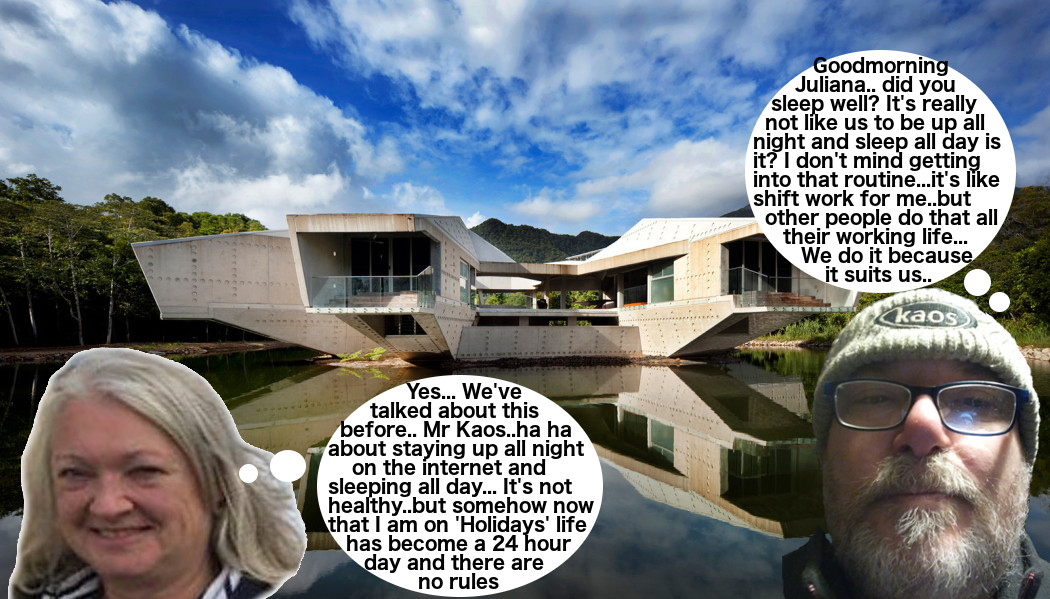 Goodmorning
Juliana.. did you
sleep well? It's really
not like us to be up all
night and sleep all day is
it? I don't mind getting
into that routine...it's like
shift work for me..but
other people do that all
their working life...
We do it because
it suits us..
kaos
Yes... We've
talked about this
before.. Mr Kaos..ha ha
about staying up all night
on the internet and
sleeping all day... It's not
healthy..but somehow now
that I am on 'Holidays' life
has become a 24 hour
day and there are
no rules